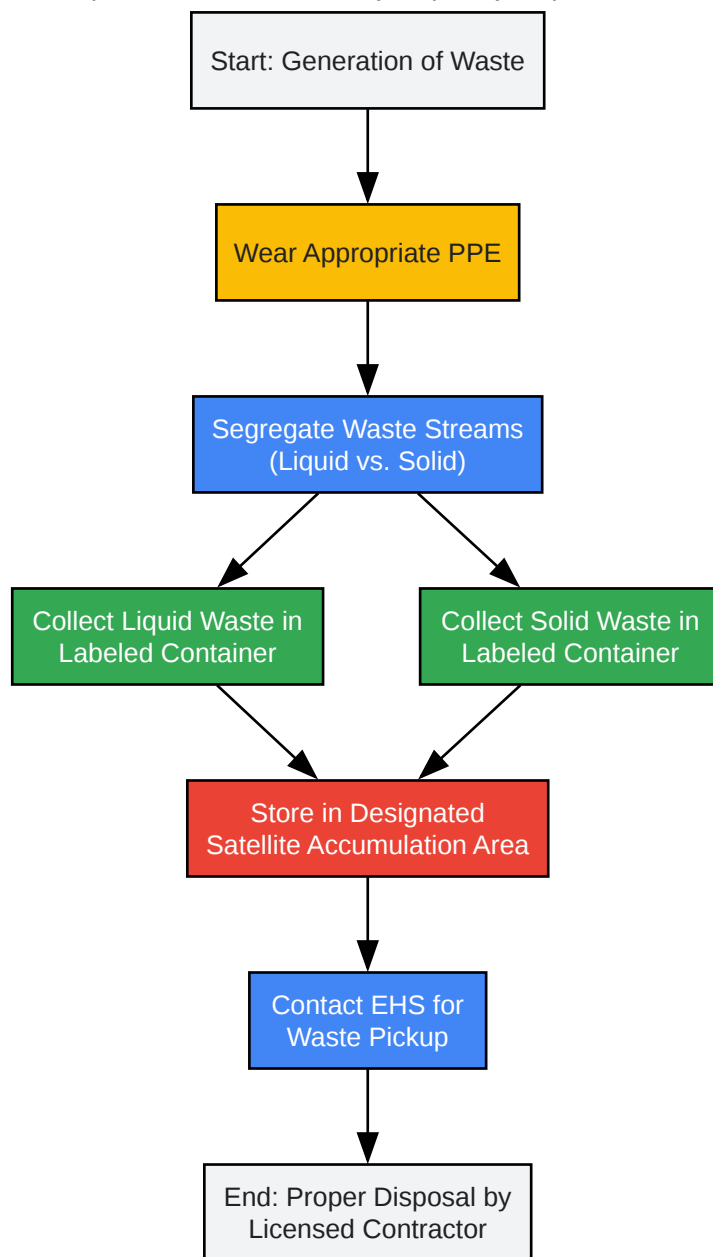 Start: Generation of Waste
Wear Appropriate PPE
Segregate Waste Streams
(Liquid vs. Solid)
Collect Liquid Waste in
Labeled Container
Collect Solid Waste in
Labeled Container
Store in Designated
Satellite Accumulation Area
Contact EHS for
Waste Pickup
End: Proper Disposal by
Licensed Contractor